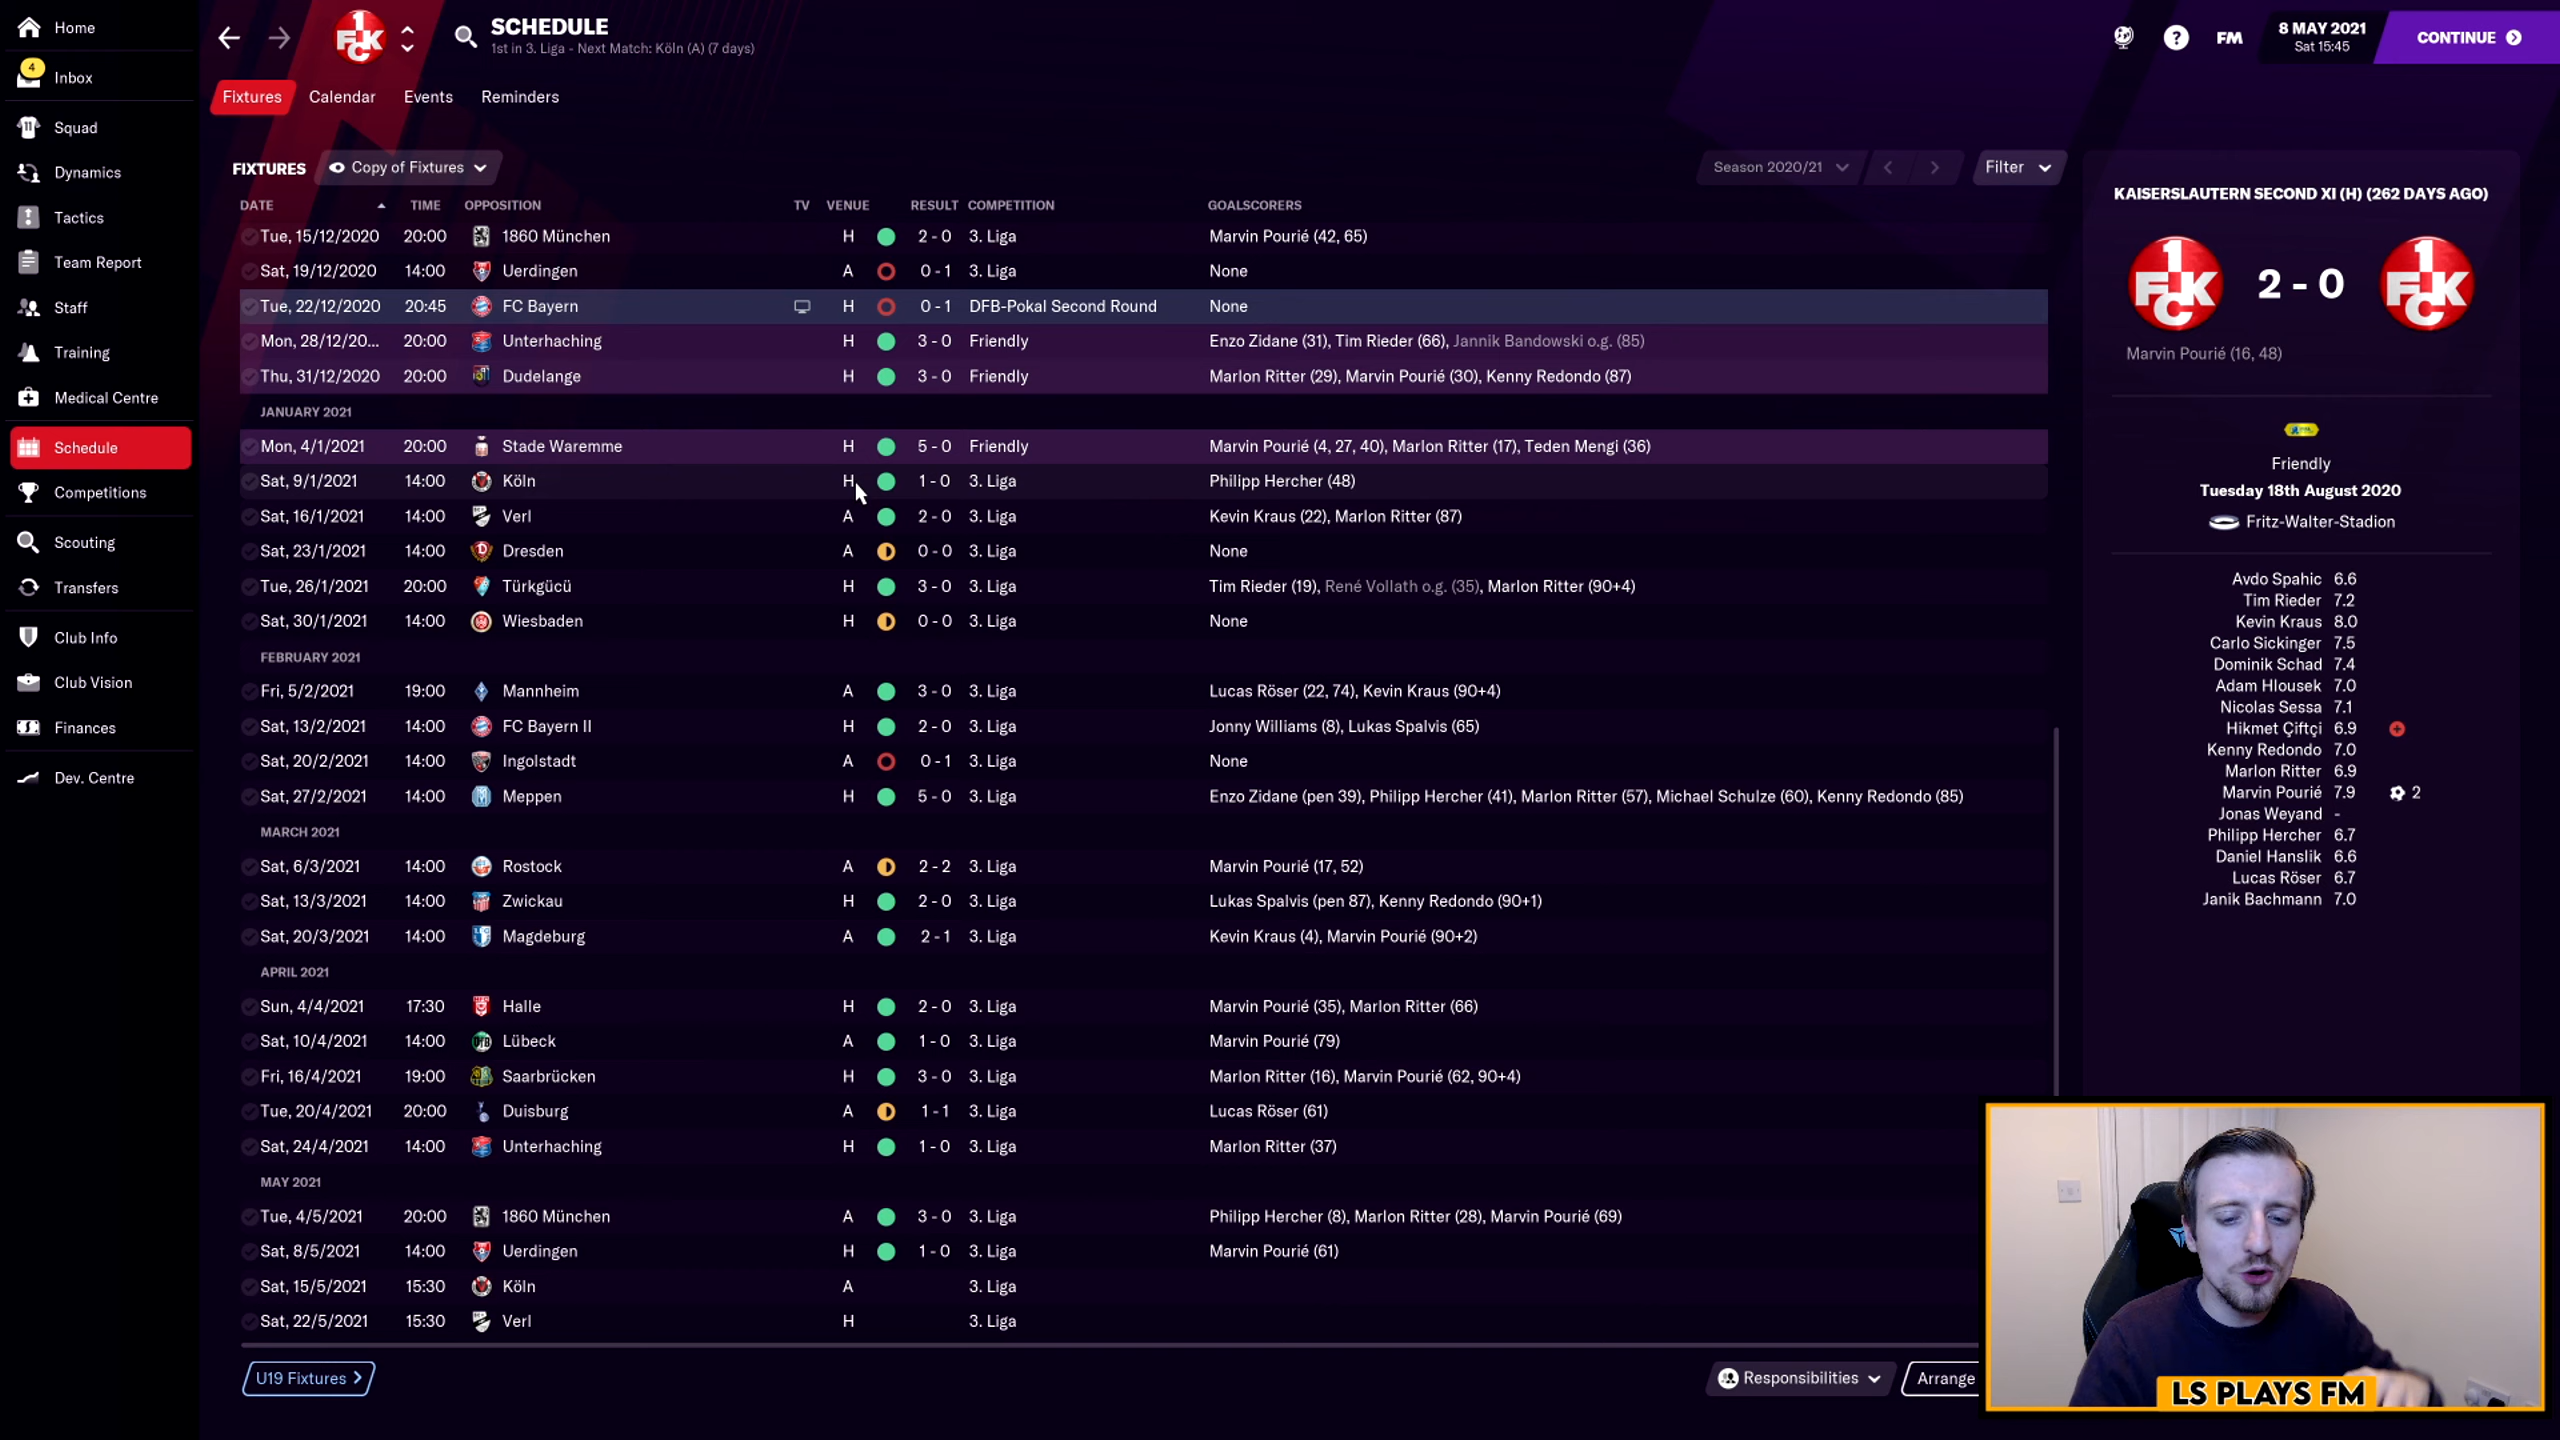 Home
4
Inbox
Squad
Dynamics
Tactics
Team Report
Staff
Training
Medical Centre
Schedule
Competitions
Scouting
Transfers
Club Info
Club Vision
Finances
Dev. Centre
1 FCK
SCHEDULE
1st in 3. Liga - Next Match: Köln (A) (7 days)
? FM
8 MAY 2021
Sat 15:45
CONTINUE
Fixtures Calendar Events Reminders
FIXTURES Copy of Fixtures Season 2020/21 Filter
DATE TIME OPPOSITION TV VENUE RESULT COMPETITION GOALSCORERS
Tue, 15/12/2020 20:00 1860 München H 2 - 0 3. Liga Marvin Pourié (42, 65)
Sat, 19/12/2020 14:00 Uerdingen A 0 - 1 3. Liga None
Tue, 22/12/2020 20:45 FC Bayern H 0 - 1 DFB-Pokal Second Round None
Mon, 28/12/20... 20:00 Unterhaching H 3 - 0 Friendly Enzo Zidane (31), Tim Rieder (66), Jannik Bandowski o.g. (85)
Thu, 31/12/2020 20:00 Dudelange H 3 - 0 Friendly Marlon Ritter (29), Marvin Pourié (30), Kenny Redondo (87)
JANUARY 2021
Mon, 4/1/2021 20:00 Stade Waremme H 5 - 0 Friendly Marvin Pourié (4, 27, 40), Marlon Ritter (17), Teden Mengi (36)
Sat, 9/1/2021 14:00 Köln H 1 - 0 3. Liga Philipp Hercher (48)
Sat, 16/1/2021 14:00 Verl A 2 - 0 3. Liga Kevin Kraus (22), Marlon Ritter (87)
Sat, 23/1/2021 14:00 Dresden A 0 - 0 3. Liga None
Tue, 26/1/2021 20:00 Türkgücü H 3 - 0 3. Liga Tim Rieder (19), René Vollath o.g. (35), Marlon Ritter (90+4)
Sat, 30/1/2021 14:00 Wiesbaden H 0 - 0 3. Liga None
FEBRUARY 2021
Fri, 5/2/2021 19:00 Mannheim A 3 - 0 3. Liga Lucas Röser (22, 74), Kevin Kraus (90+4)
Sat, 13/2/2021 14:00 FC Bayern II H 2 - 0 3. Liga Jonny Williams (8), Lukas Spalvis (65)
Sat, 20/2/2021 14:00 Ingolstadt A 0 - 1 3. Liga None
Sat, 27/2/2021 14:00 Meppen H 5 - 0 3. Liga Enzo Zidane (pen 39), Philipp Hercher (41), Marlon Ritter (57), Michael Schulze (60), Kenny Redondo (85)
MARCH 2021
Sat, 6/3/2021 14:00 Rostock A 2 - 2 3. Liga Marvin Pourié (17, 52)
Sat, 13/3/2021 14:00 Zwickau H 2 - 0 3. Liga Lukas Spalvis (pen 87), Kenny Redondo (90+1)
Sat, 20/3/2021 14:00 Magdeburg A 2 - 1 3. Liga Kevin Kraus (4), Marvin Pourié (90+2)
APRIL 2021
Sun, 4/4/2021 17:30 Halle H 2 - 0 3. Liga Marvin Pourié (35), Marlon Ritter (66)
Sat, 10/4/2021 14:00 Lübeck A 1 - 0 3. Liga Marvin Pourié (79)
Fri, 16/4/2021 19:00 Saarbrücken H 3 - 0 3. Liga Marlon Ritter (16), Marvin Pourié (62, 90+4)
Tue, 20/4/2021 20:00 Duisburg A 1 - 1 3. Liga Lucas Röser (61)
Sat, 24/4/2021 14:00 Unterhaching H 1 - 0 3. Liga Marlon Ritter (37)
MAY 2021
Tue, 4/5/2021 20:00 1860 München A 3 - 0 3. Liga Philipp Hercher (8), Marlon Ritter (28), Marvin Pourié (69)
Sat, 8/5/2021 14:00 Uerdingen H 1 - 0 3. Liga Marvin Pourié (61)
Sat, 15/5/2021 15:30 Köln A 3. Liga
Sat, 22/5/2021 15:30 Verl H 3. Liga
U19 Fixtures Responsibilities Arrange
KAISERSLAUTERN SECOND XI (H) (262 DAYS AGO)
1 FCK 2 - 0 1 FCK
Marvin Pourié (16, 48)
Friendly
Tuesday 18th August 2020
Fritz-Walter-Stadion
Avdo Spahic 6.6
Tim Rieder 7.2
Kevin Kraus 8.0
Carlo Sickinger 7.5
Dominik Schad 7.4
Adam Hlousek 7.0
Nicolas Sessa 7.1
Hikmet Çiftçi 6.9
Kenny Redondo 7.0
Marlon Ritter 6.9
Marvin Pourié 7.9 2
Jonas Weyand -
Philipp Hercher 6.7
Daniel Hanslik 6.6
Lucas Röser 6.7
Janik Bachmann 7.0
LS PLAYS FM